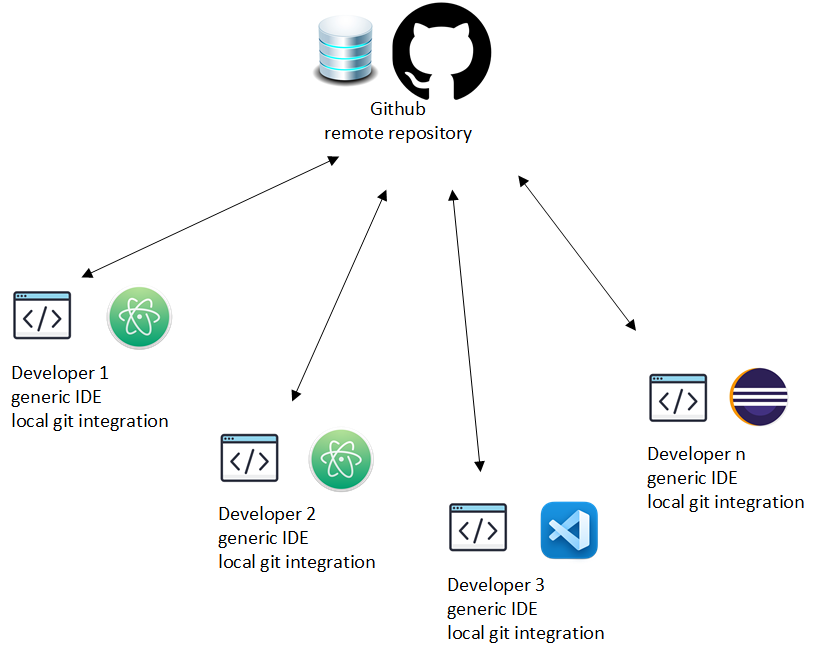 Github
remote repository
Developer 1
generic IDE
local git integration
Developer 2
generic IDE
local git integration
Developer 3
generic IDE
local git integration
Developer n
generic IDE
local git integration